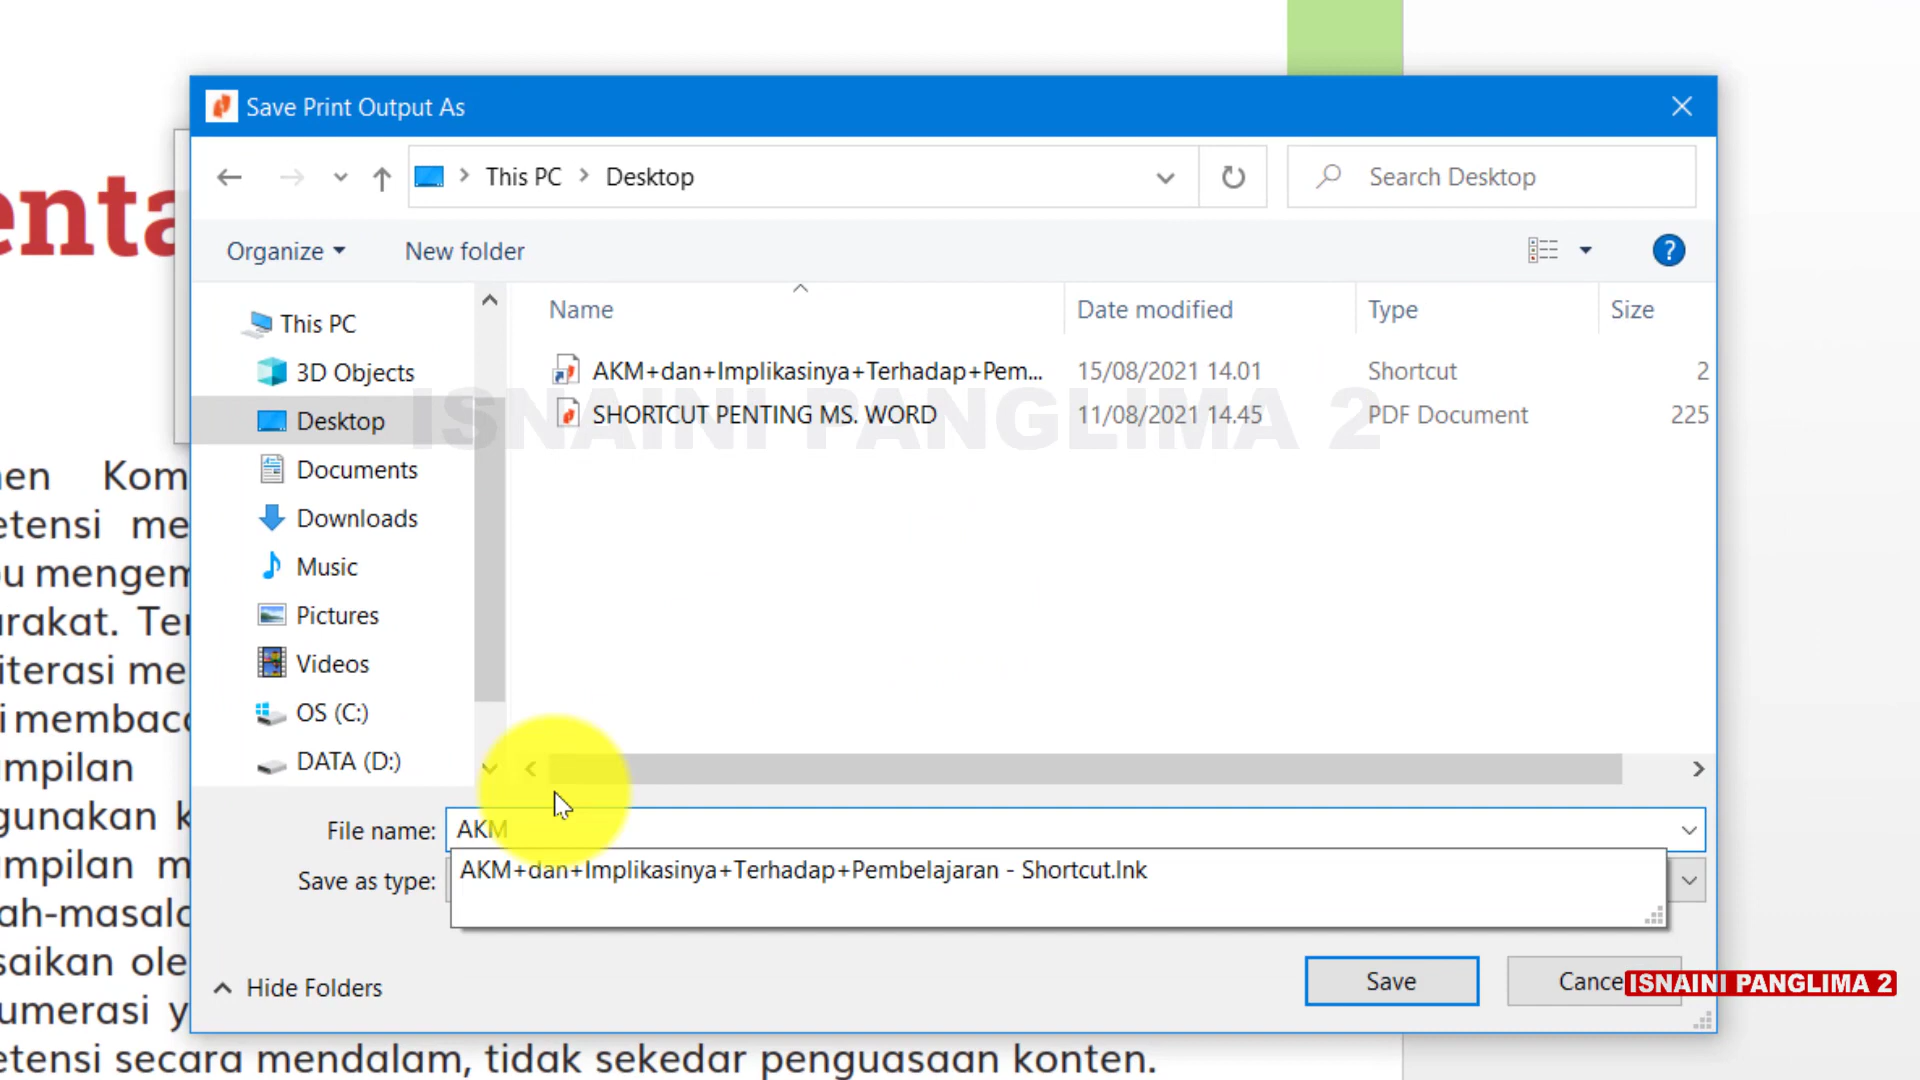 enta
Save Print Output As
This PC
Desktop
Search Desktop
Organize
New folder
?
Name
Date modified
Type
Size
This PC
3D Objects
Desktop
Documents
Downloads
Music
Pictures
Videos
OS (C:)
DATA (D:)
AKM+dan+Implikasinya+Terhadap+Pem...
15/08/2021 14.01
Shortcut
2
SHORTCUT PENTING MS. WORD
11/08/2021 14.45
PDF Document
225
ISNAINI PANGLIMA 2
File name:
AKM
Save as type:
AKM+dan+Implikasinya+Terhadap+Pembelajaran - Shortcut.lnk
Hide Folders
Save
Cance
ISNAINI PANGLIMA 2
en Kom
etensi me
u mengem
arakat. Ter
iterasi me
i membaca
mpilan
gunakan k
mpilan m
ah-masala
saikan ole
umerasi y
etensi secara mendalam, tidak sekedar penguasaan konten.